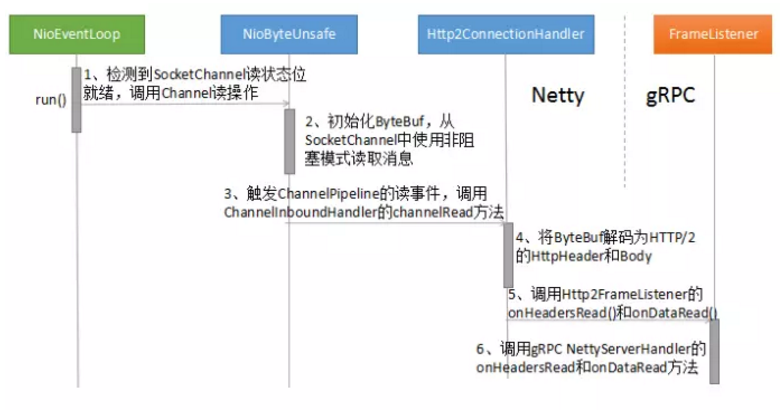 NioEventLoop
NioByteUnsafe
Http2ConnectionHandler
FrameListener
run()
1、检测到SocketChannel读状态位
就绪，调用Channel读操作
Netty
gRPC
2、初始化ByteBuf，从
SocketChannel中使用非阻
塞模式读取消息
3、触发ChannelPipeline的读事件，调用
ChannelInboundHandler的channelRead方法
4、将ByteBuf解码为HTTP/2
的HttpHeader和Body
5、调用Http2FrameListener的
onHeadersRead()和onDataRead()
6、调用gRPC NettyServerHandler的
onHeadersRead和onDataRead方法